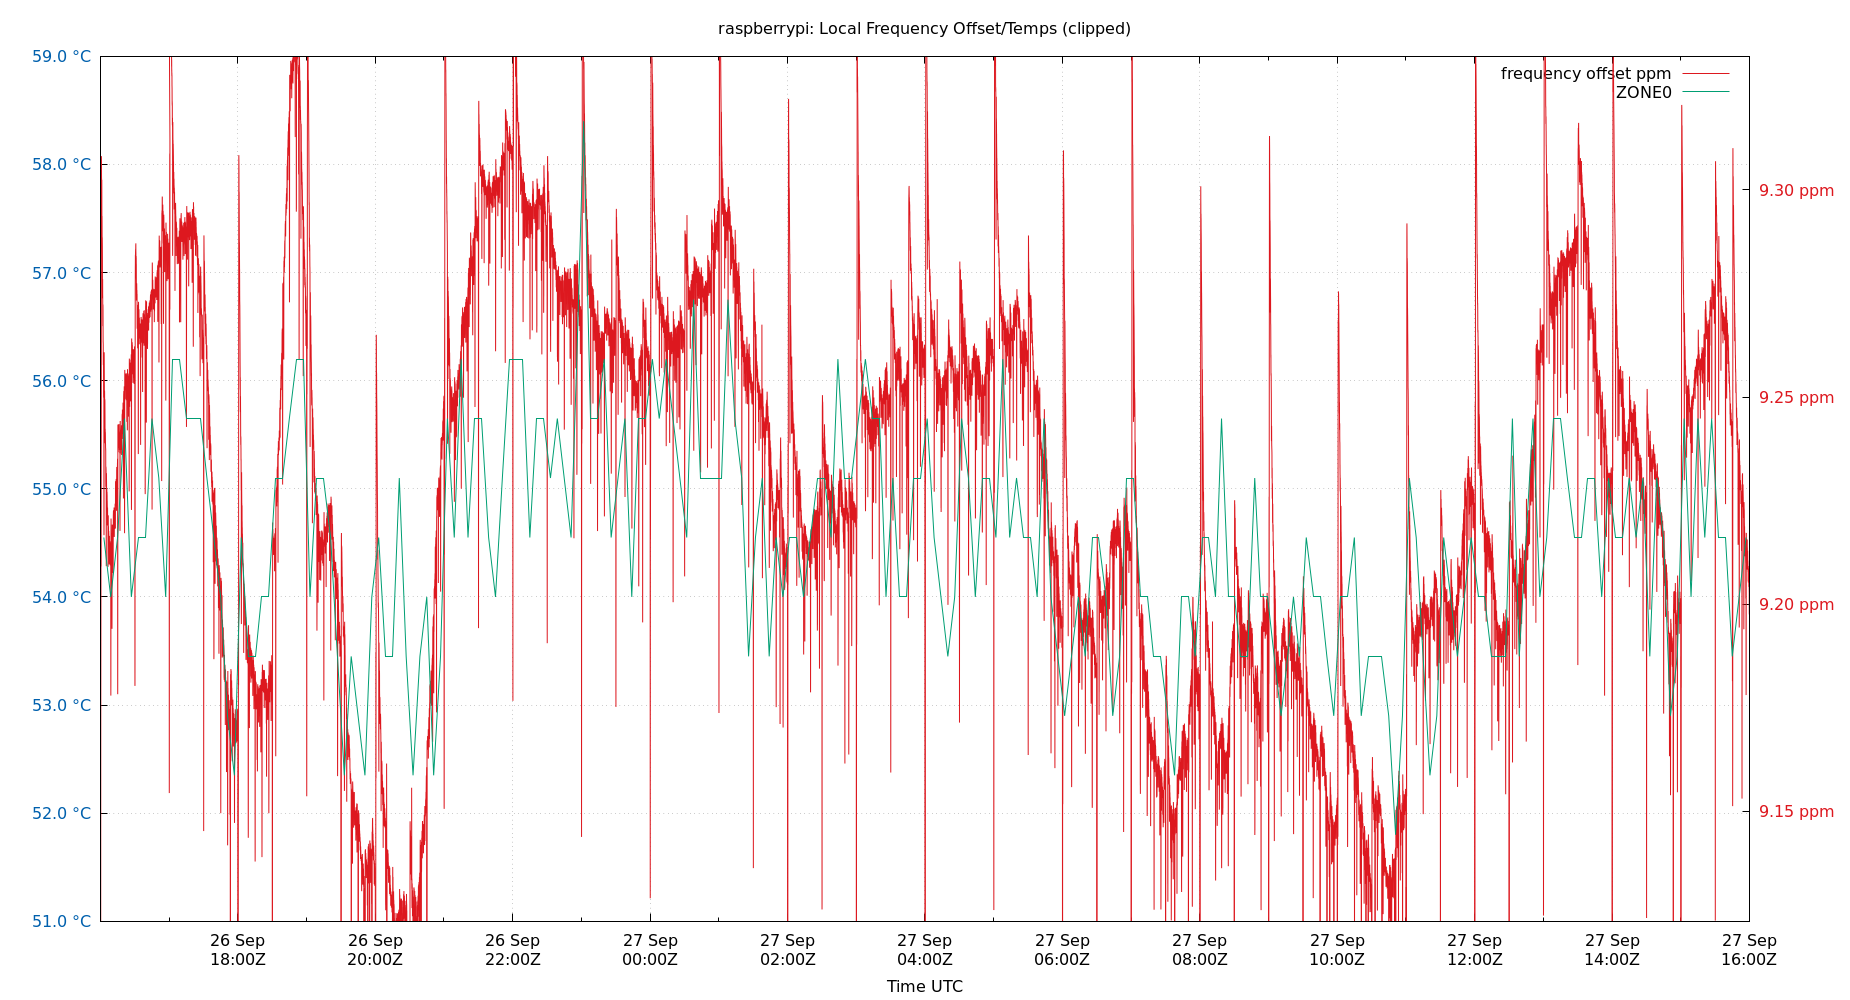 raspberrypi: Local Frequency Offset/Temps (clipped)
frequency offset ppm
ZONE0
59.0 °C
58.0 °C
57.0 °C
56.0 °C
55.0 °C
54.0 °C
53.0 °C
52.0 °C
51.0 °C
9.30 ppm
9.25 ppm
9.20 ppm
9.15 ppm
26 Sep
18:00Z
26 Sep
20:00Z
26 Sep
22:00Z
27 Sep
00:00Z
27 Sep
02:00Z
27 Sep
04:00Z
27 Sep
06:00Z
27 Sep
08:00Z
27 Sep
10:00Z
27 Sep
12:00Z
27 Sep
14:00Z
27 Sep
16:00Z
Time UTC